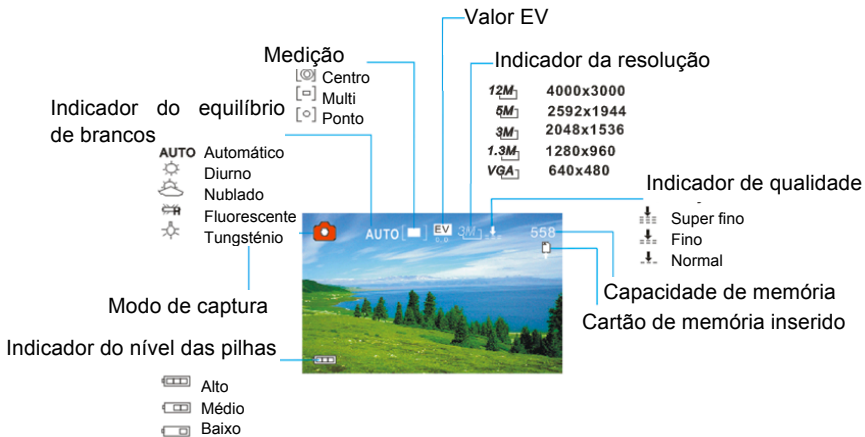 Valor EV
Medição
Centro
Multi
Ponto
Indicador da resolução
12M 4000x3000
5M 2592x1944
3M 2048x1536
1.3M 1280x960
VGA 640x480
Indicador do equilíbrio
de brancos
AUTO Automático
Diurno
Nublado
Fluorescente
Tungsténio
Indicador de qualidade
Super fino
Fino
Normal
AUTO EV 3M 558
Modo de captura
Capacidade de memória
Cartão de memória inserido
Indicador do nível das pilhas
Alto
Médio
Baixo